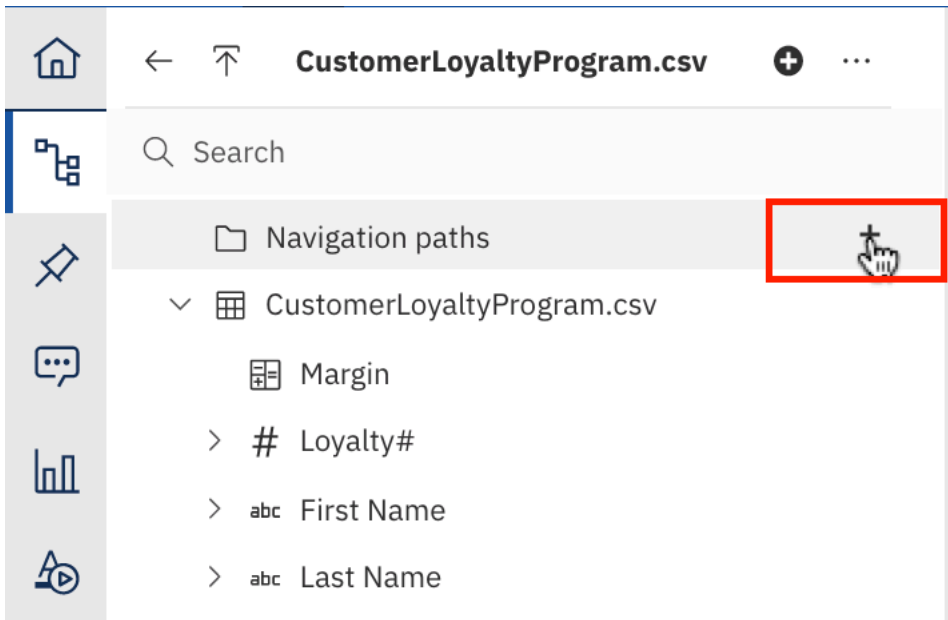 CustomerLoyaltyProgram.csv
Search
Navigation paths
CustomerLoyaltyProgram.csv
Margin
# Loyalty#
abc First Name
abc Last Name